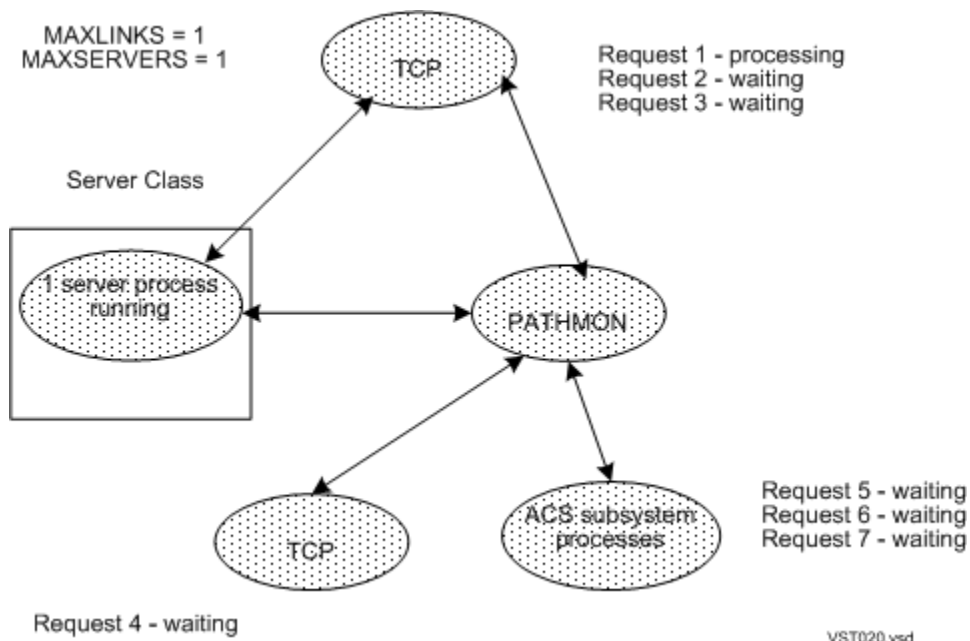 MAXLINKS = 1
MAXSERVERS = 1
TCP
Request 1 - processing
Request 2 - waiting
Request 3 - waiting
Server Class
1 server process
running
PATHMON
TCP
ACS subsystem
processes
Request 5 - waiting
Request 6 - waiting
Request 7 - waiting
Request 4 - waiting
VST020.vsd